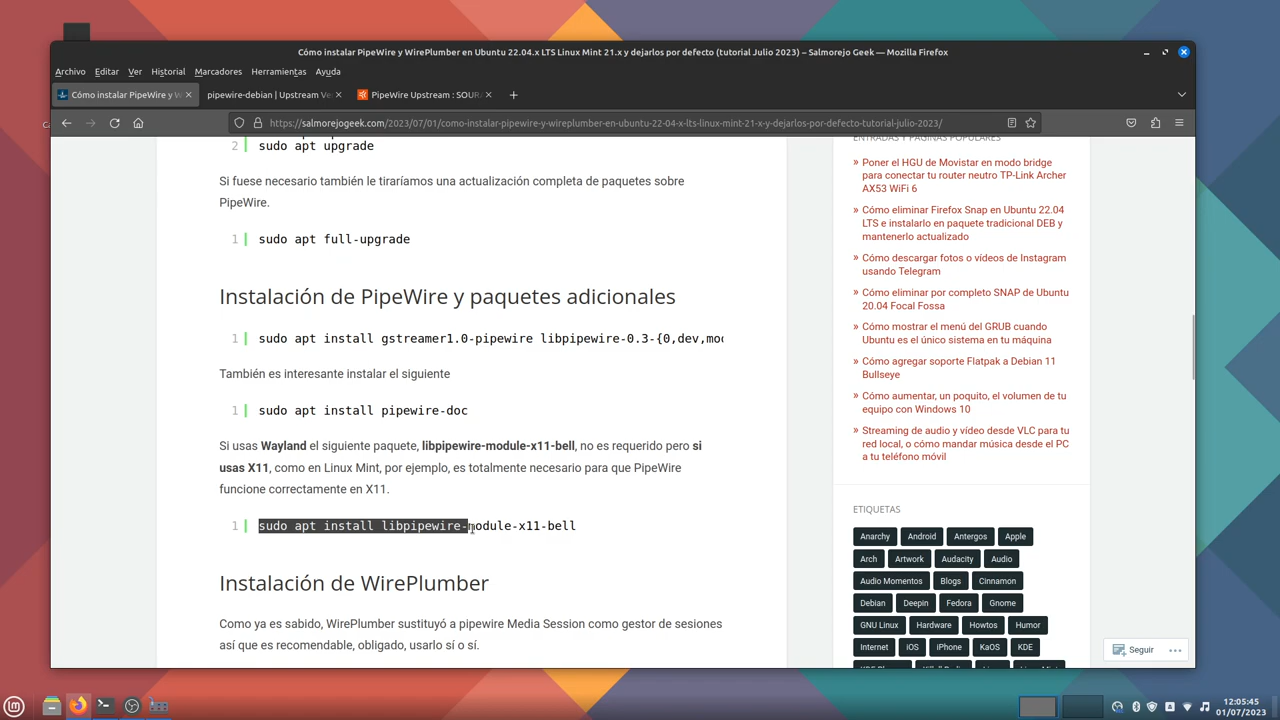 Cómo instalar PipeWire y WirePlumber en Ubuntu 22.04.x LTS Linux Mint 21.x y dejarlos por defecto (tutorial Julio 2023) – Salmorejo Geek — Mozilla Firefox
Archivo Editar Ver Historial Marcadores Herramientas Ayuda
Cómo instalar PipeWire y W
pipewire-debian | Upstream Ve
PipeWire Upstream : SOUR
https://salmorejogeek.com/2023/07/01/como-instalar-pipewire-y-wireplumber-en-ubuntu-22-04-x-lts-linux-mint-21-x-y-dejarlos-por-defecto-tutorial-julio-2023/
2 sudo apt upgrade
Si fuese necesario también le tiraríamos una actualización completa de paquetes sobre
PipeWire.
1 sudo apt full-upgrade
Instalación de PipeWire y paquetes adicionales
1 sudo apt install gstreamer1.0-pipewire libpipewire-0.3-{0,dev,mod
También es interesante instalar el siguiente
1 sudo apt install pipewire-doc
Si usas Wayland el siguiente paquete, libpipewire-module-x11-bell, no es requerido pero si
usas X11, como en Linux Mint, por ejemplo, es totalmente necesario para que PipeWire
funcione correctamente en X11.
1 sudo apt install libpipewire-module-x11-bell
Instalación de WirePlumber
Como ya es sabido, WirePlumber sustituyó a pipewire Media Session como gestor de sesiones
así que es recomendable, obligado, usarlo sí o sí.
ENTRADAS Y PÁGINAS POPULARES
» Poner el HGU de Movistar en modo bridge
para conectar tu router neutro TP-Link Archer
AX53 WiFi 6
» Cómo eliminar Firefox Snap en Ubuntu 22.04
LTS e instalarlo en paquete tradicional DEB y
mantenerlo actualizado
» Cómo descargar fotos o vídeos de Instagram
usando Telegram
» Cómo eliminar por completo SNAP de Ubuntu
20.04 Focal Fossa
» Cómo mostrar el menú del GRUB cuando
Ubuntu es el único sistema en tu máquina
» Cómo agregar soporte Flatpak a Debian 11
Bullseye
» Cómo aumentar, un poquito, el volumen de tu
equipo con Windows 10
» Streaming de audio y vídeo desde VLC para tu
red local, o cómo mandar música desde el PC
a tu teléfono móvil
ETIQUETAS
Anarchy Android Antergos Apple
Arch Artwork Audacity Audio
Audio Momentos Blogs Cinnamon
Debian Deepin Fedora Gnome
GNU Linux Hardware Howtos Humor
Internet iOS iPhone KaOS KDE
Seguir
12:05:45
01/07/2023